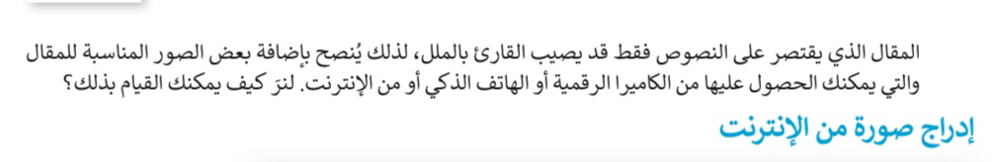 المقال الذي يقتصر على النصوص فقط قد يصيب القارئ بالملل، لذلك يُنصح بإضافة بعض الصور المناسبة للمقال
والتي يمكنك الحصول عليها من الكاميرا الرقمية أو الهاتف الذكي أو من الإنترنت. لنرَ كيف يمكنك القيام بذلك؟
إدراج صورة من الإنترنت